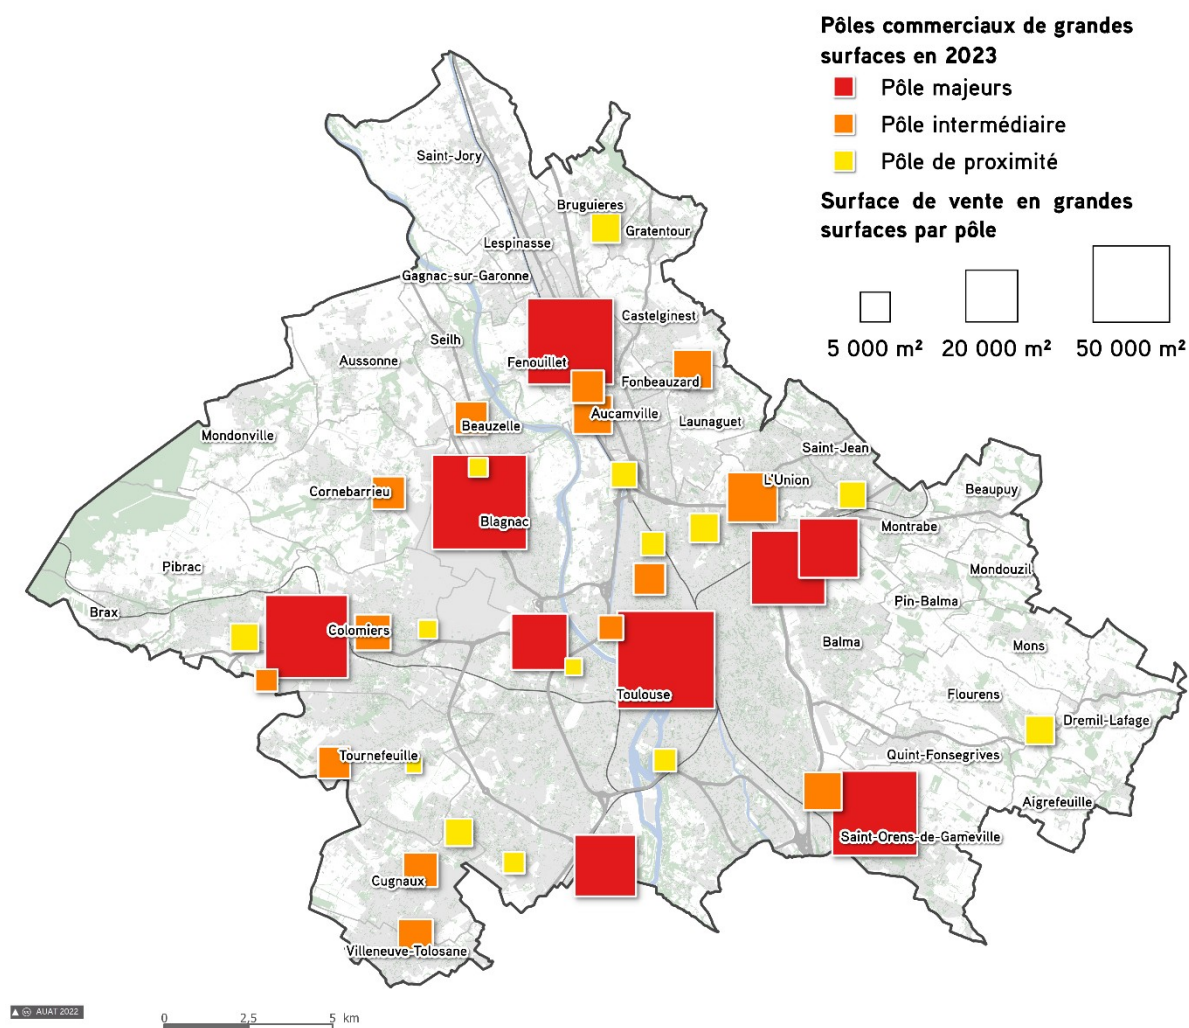 Pôles commerciaux de grandes
surfaces en 2023
Pôle majeurs
Pôle intermédiaire
Pôle de proximité
Surface de vente en grandes
surfaces par pôle
5 000 m²
20 000 m²
50 000 m²
Saint-Jory
Bruguieres
Gratentour
Lespinasse
Gagnac-sur-Garonne
Castelginest
Seilh
Aussonne
Fenouillet
Fonbeauzard
Aucamville
Launaguet
Beauzelle
Mondonville
Saint-Jean
L'Union
Cornebarrieu
Beaupuy
Blagnac
Montrabe
Pibrac
Mondouzil
Pin-Balma
Brax
Colomiers
Balma
Mons
Toulouse
Flourens
Dremil-Lafage
Tournefeuille
Quint-Fonsegrives
Aigrefeuille
Saint-Orens-de-Gameville
Cugnaux
Villeneuve-Tolosane
AUAT 2022
0 2,5 5 km